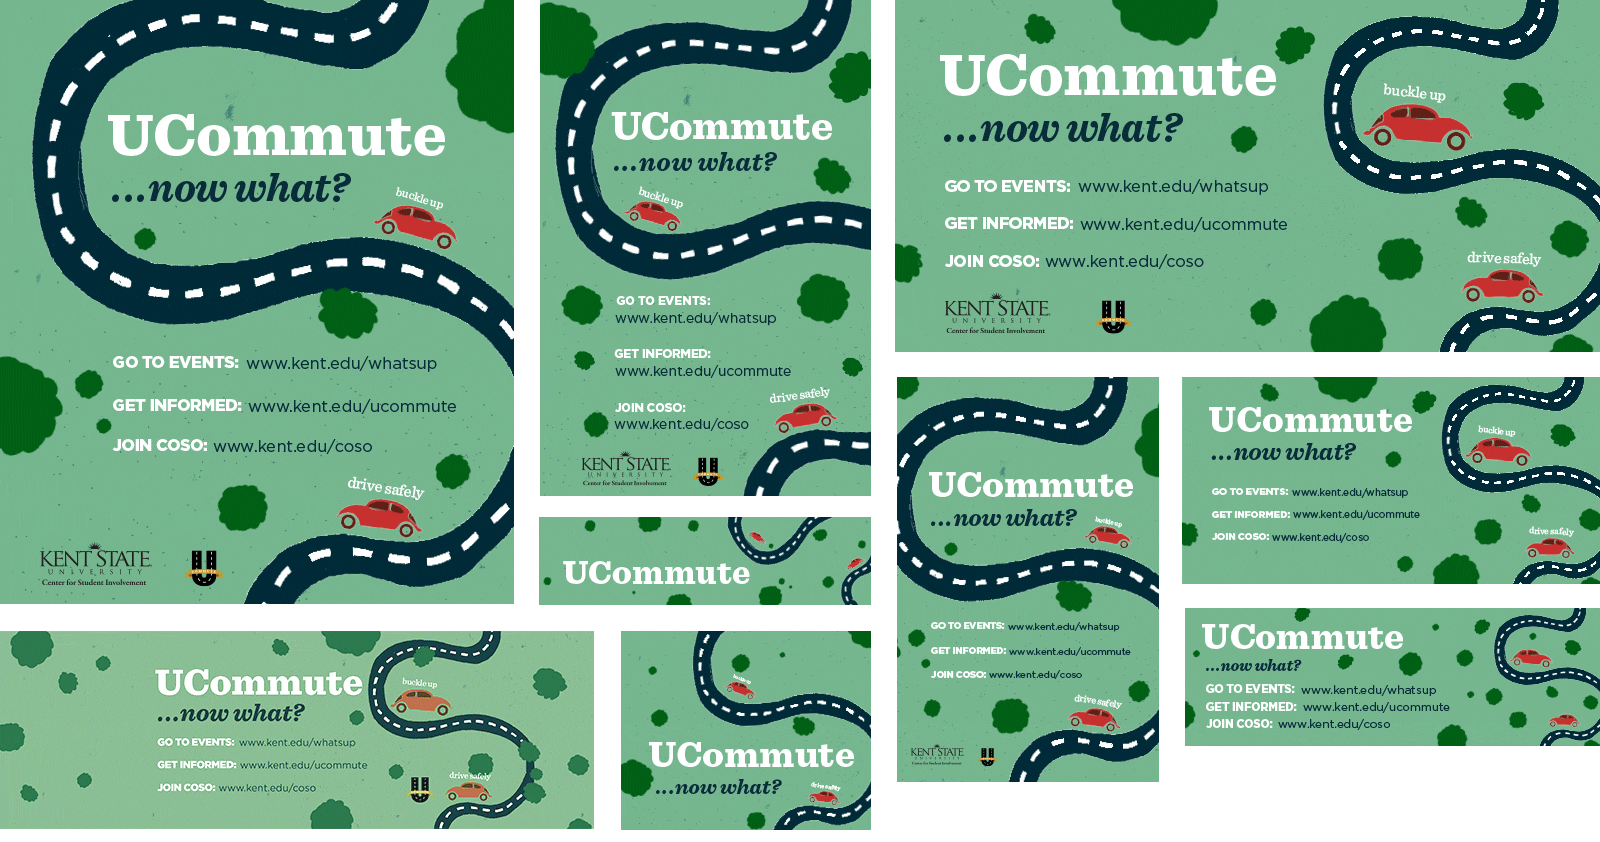 UCommute
...now what?
buckle up
GO TO EVENTS: www.kent.edu/whatsup
GET INFORMED: www.kent.edu/ucommute
JOIN COSO: www.kent.edu/coso
drive safely
KENT STATE
UNIVERSITY
Center for Student Involvement
UCommute
...now what?
buckle up
GO TO EVENTS:
www.kent.edu/whatsup
GET INFORMED:
www.kent.edu/ucommute
JOIN COSO:
www.kent.edu/coso
drive safely
KENT STATE
UNIVERSITY
Center for Student Involvement
UCommute
...now what?
buckle up
GO TO EVENTS: www.kent.edu/whatsup
GET INFORMED: www.kent.edu/ucommute
JOIN COSO: www.kent.edu/coso
drive safely
KENT STATE
UNIVERSITY
Center for Student Involvement
UCommute
UCommute
...now what?
buckle up
GO TO EVENTS: www.kent.edu/whatsup
GET INFORMED: www.kent.edu/ucommute
JOIN COSO: www.kent.edu/coso
drive safely
KENT STATE
UNIVERSITY
UCommute
...now what?
buckle up
GO TO EVENTS: www.kent.edu/whatsup
GET INFORMED: www.kent.edu/ucommute
JOIN COSO: www.kent.edu/coso
drive safely
UCommute
...now what?
buckle up
GO TO EVENTS: www.kent.edu/whatsup
GET INFORMED: www.kent.edu/ucommute
JOIN COSO: www.kent.edu/coso
drive safely
buckle up
UCommute
...now what?
drive safely
UCommute
...now what?
GO TO EVENTS: www.kent.edu/whatsup
GET INFORMED: www.kent.edu/ucommute
JOIN COSO: www.kent.edu/coso